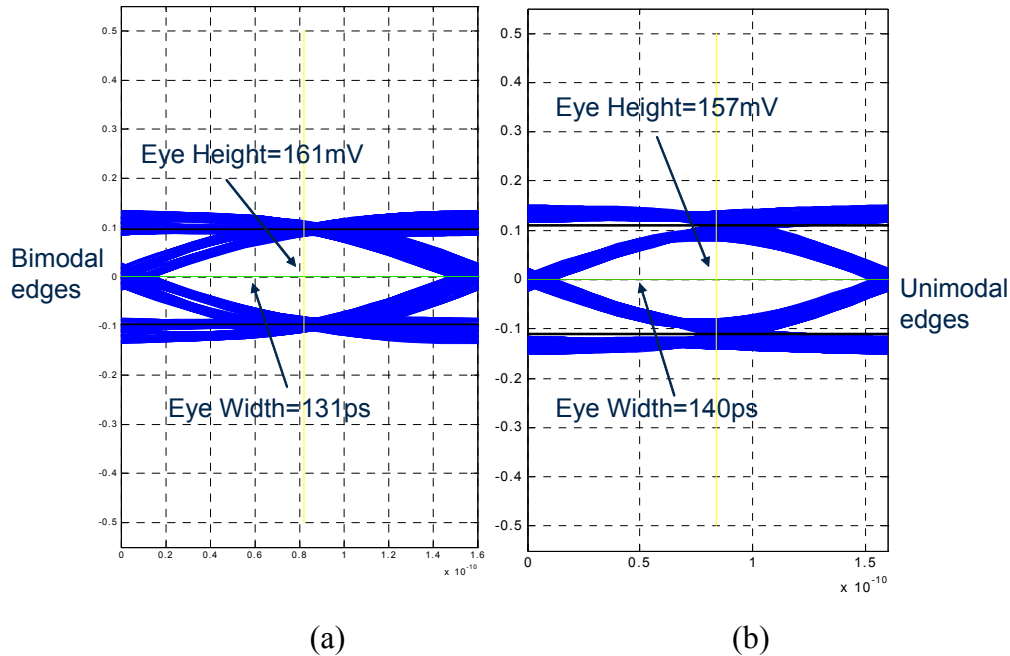 0.5
0.4
0.3
0.2
0.1
0
-0.1
-0.2
-0.3
-0.4
-0.5
0
0.2
0.4
0.6
0.8
0.1
1.2
1.4
1.6
x 10⁻¹⁰
Bimodal
edges
Eye Height=161mV
Eye Width=131ps
(a)
0.5
0.4
0.3
0.2
0.1
0
-0.1
-0.2
-0.3
-0.4
-0.5
0
0.5
1
1.5
x 10⁻¹⁰
Eye Height=157mV
Eye Width=140ps
Unimodal
edges
(b)